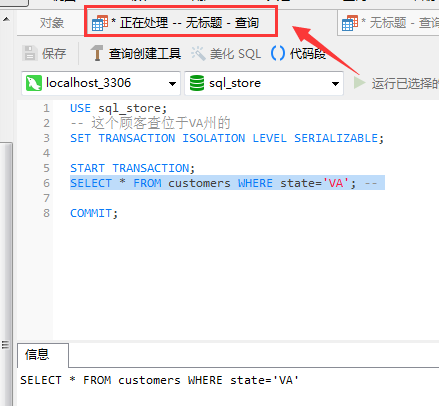 对象
* 正在处理 -- 无标题 - 查询
* 无标题 - 查询
保存 查询创建工具 美化 SQL () 代码段
localhost_3306 sql_store 运行已选择的
1 USE sql_store;
2 -- 这个顾客查位于VA州的
3 SET TRANSACTION ISOLATION LEVEL SERIALIZABLE;
4
5 START TRANSACTION;
6 SELECT * FROM customers WHERE state='VA'; --
7
8 COMMIT;
信息
SELECT * FROM customers WHERE state='VA'